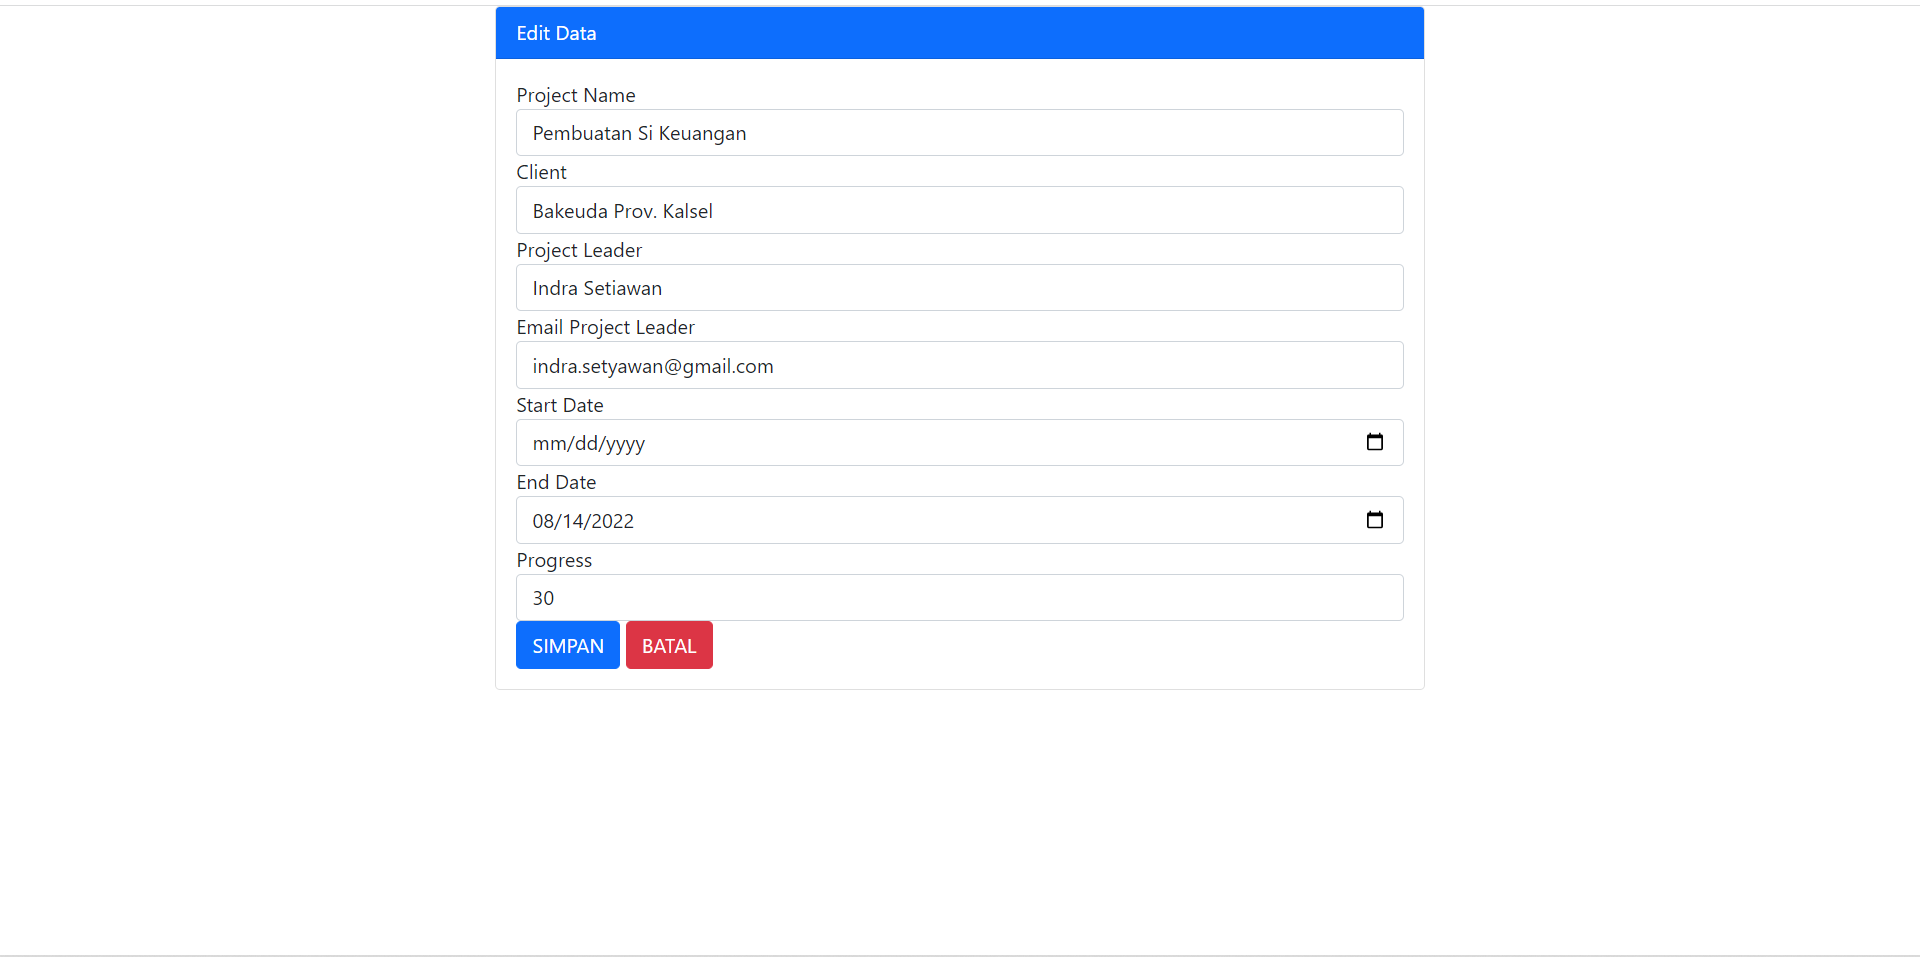 Edit Data
Project Name
Pembuatan Si Keuangan
Client
Bakeuda Prov. Kalsel
Project Leader
Indra Setiawan
Email Project Leader
indra.setyawan@gmail.com
Start Date
mm/dd/yyyy
End Date
08/14/2022
Progress
30
SIMPAN BATAL